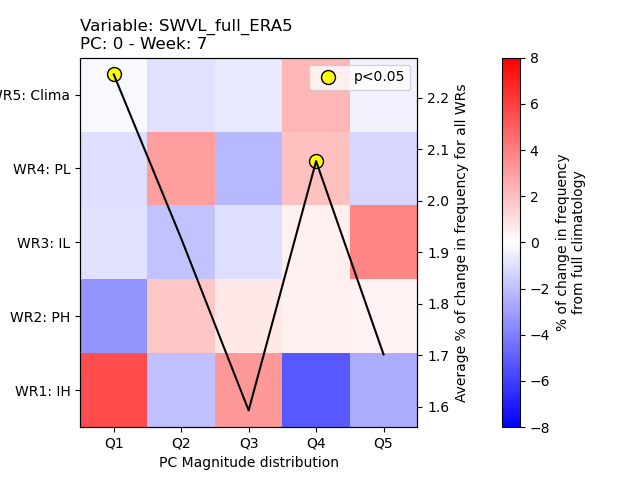 Variable: SWVL_full_ERA5
PC: 0 - Week: 7
p<0.05
WR5: Clima
WR4: PL
WR3: IL
WR2: PH
WR1: IH
Q1 Q2 Q3 Q4 Q5
PC Magnitude distribution
2.2
2.1
2.0
1.9
1.8
1.7
1.6
Average % of change in frequency for all WRs
8
6
4
2
0
−2
−4
−6
−8
% of change in frequency
from full climatology